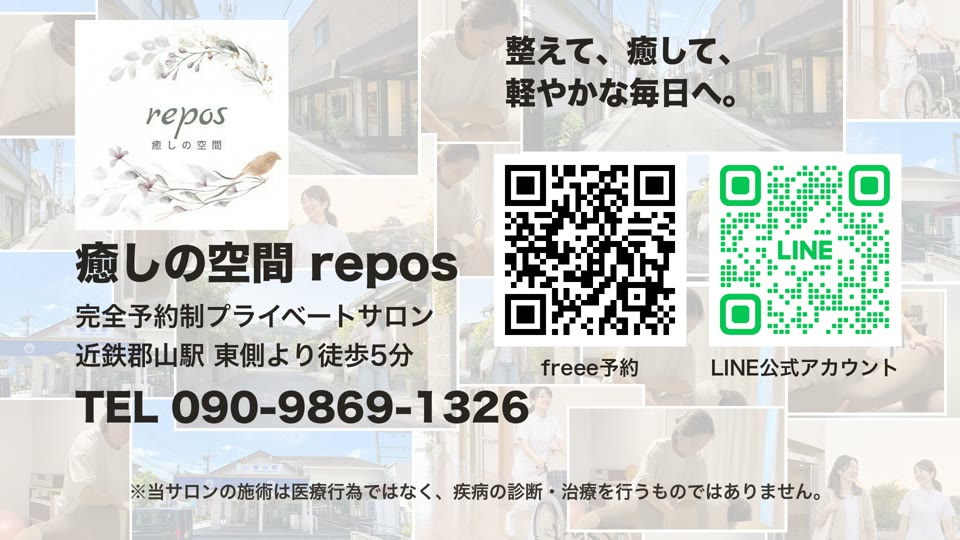 repos
癒しの空間
癒しの空間 repos
完全予約制プライベートサロン
近鉄郡山駅 東側より徒歩5分
TEL 090-9869-1326
整えて、癒して、
軽やかな毎日へ。
LINE
freee予約
LINE公式アカウント
※当サロンの施術は医療行為ではなく、疾病の診断・治療を行うものではありません。